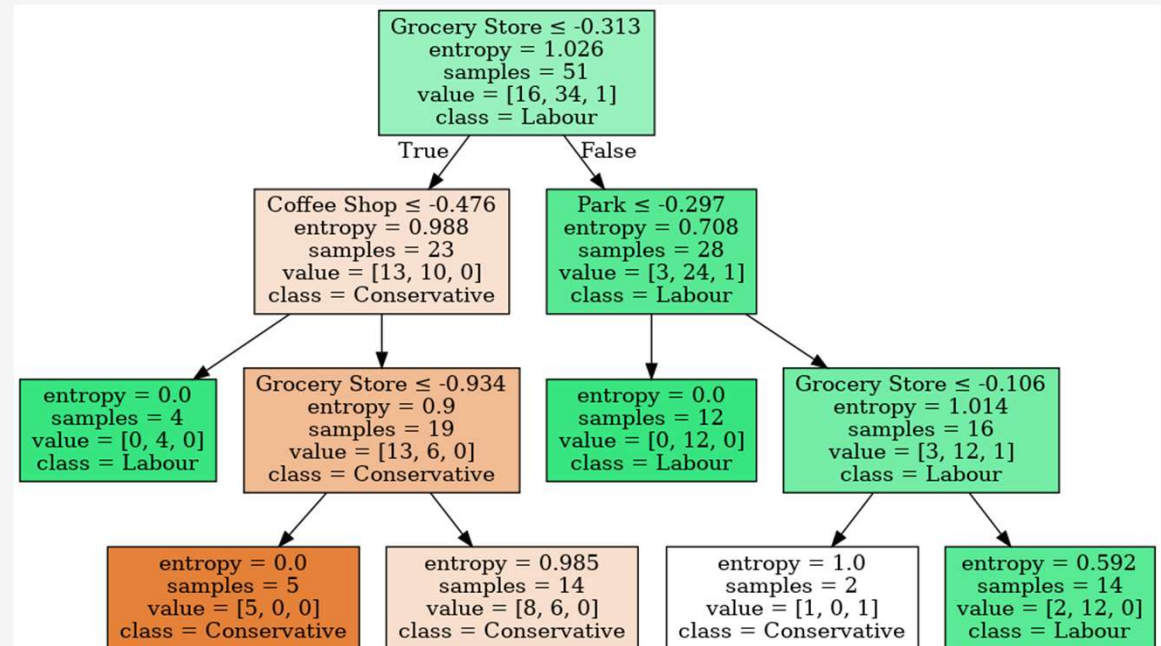 Grocery Store ≤ -0.313
entropy = 1.026
samples = 51
value = [16, 34, 1]
class = Labour
True
False
Coffee Shop ≤ -0.476
entropy = 0.988
samples = 23
value = [13, 10, 0]
class = Conservative
Park ≤ -0.297
entropy = 0.708
samples = 28
value = [3, 24, 1]
class = Labour
entropy = 0.0
samples = 4
value = [0, 4, 0]
class = Labour
Grocery Store ≤ -0.934
entropy = 0.9
samples = 19
value = [13, 6, 0]
class = Conservative
entropy = 0.0
samples = 12
value = [0, 12, 0]
class = Labour
Grocery Store ≤ -0.106
entropy = 1.014
samples = 16
value = [3, 12, 1]
class = Labour
entropy = 0.0
samples = 5
value = [5, 0, 0]
class = Conservative
entropy = 0.985
samples = 14
value = [8, 6, 0]
class = Conservative
entropy = 1.0
samples = 2
value = [1, 0, 1]
class = Conservative
entropy = 0.592
samples = 14
value = [2, 12, 0]
class = Labour